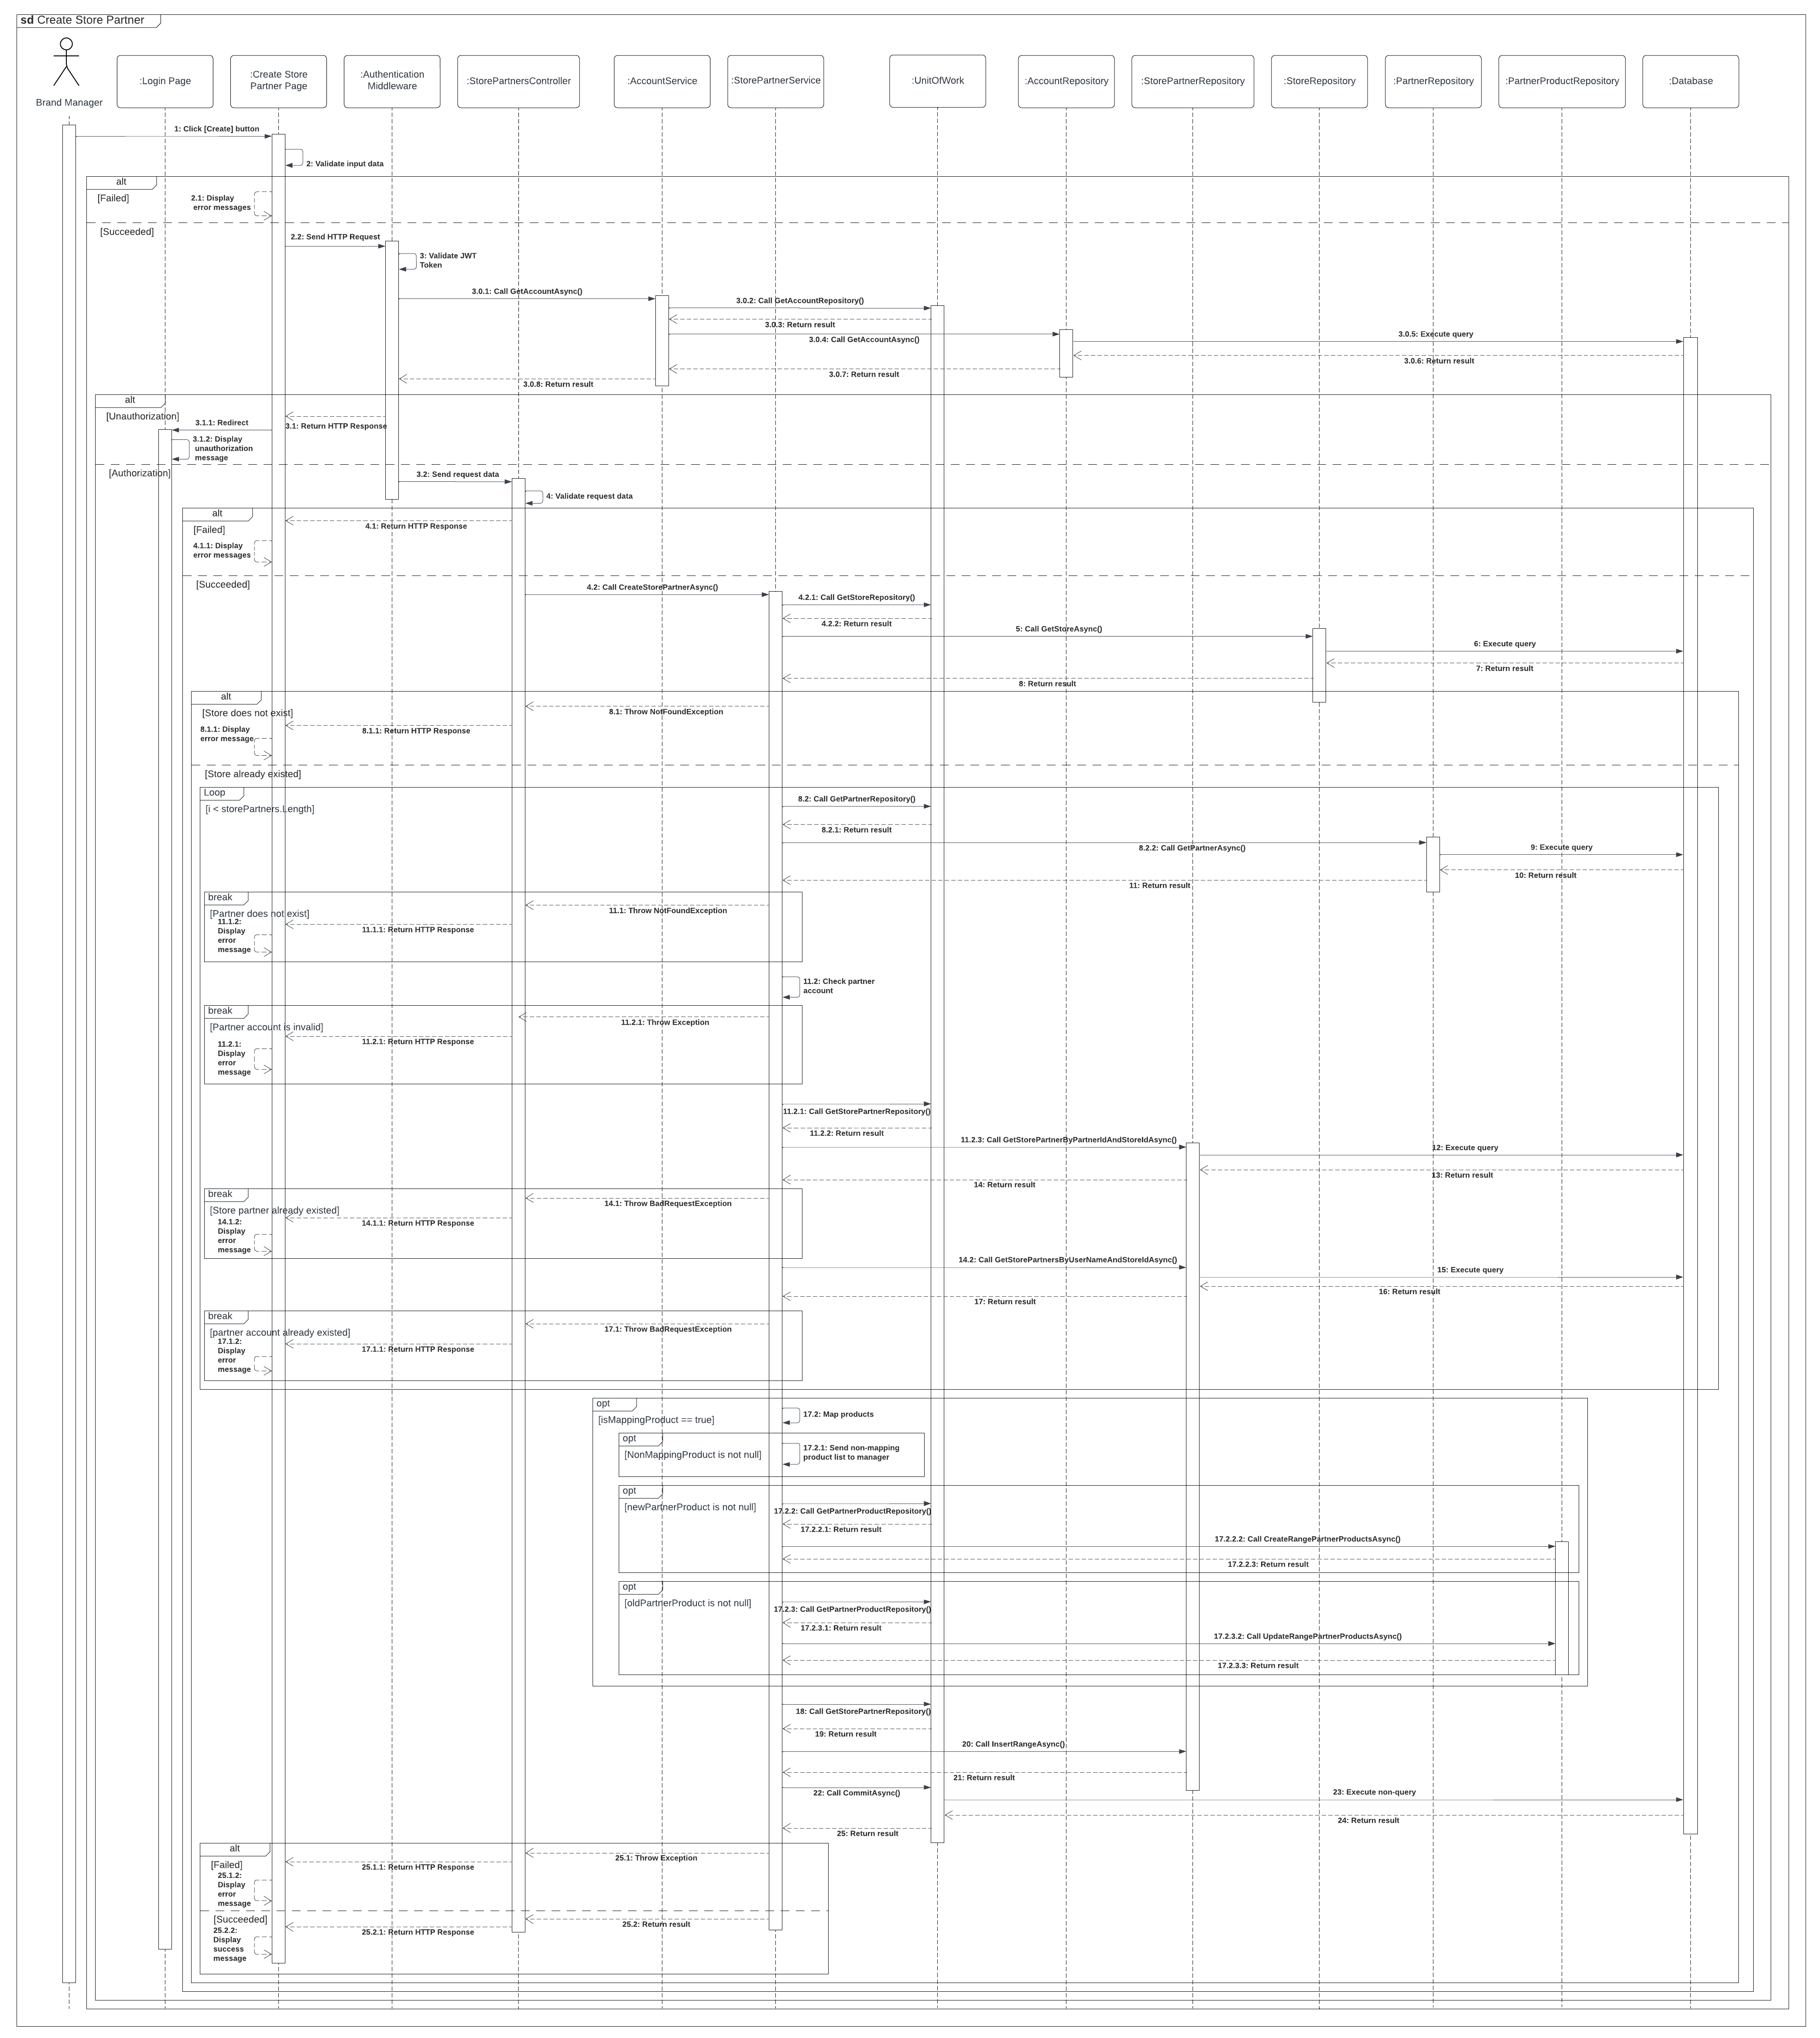 sd Create Store Partner
Brand Manager
:Login Page
:Create Store
Partner Page
:Authentication
Middleware
:StorePartnersController
:AccountService
:StorePartnerService
:UnitOfWork
:AccountRepository
:StorePartnerRepository
:StoreRepository
:PartnerRepository
:PartnerProductRepository
:Database
1: Click [Create] button
2: Validate input data
alt
[Failed]
2.1: Display
error messages
[Succeeded]
2.2: Send HTTP Request
3: Validate JWT
Token
3.0.1: Call GetAccountAsync()
3.0.2: Call GetAccountRepository()
3.0.3: Return result
3.0.4: Call GetAccountAsync()
3.0.5: Execute query
3.0.6: Return result
3.0.7: Return result
3.0.8: Return result
alt
[Unauthorization]
3.1: Return HTTP Response
3.1.1: Redirect
3.1.2: Display
unauthorization
message
[Authorization]
3.2: Send request data
4: Validate request data
alt
[Failed]
4.1: Return HTTP Response
4.1.1: Display
error messages
[Succeeded]
4.2: Call CreateStorePartnerAsync()
4.2.1: Call GetStoreRepository()
4.2.2: Return result
5: Call GetStoreAsync()
6: Execute query
7: Return result
8: Return result
alt
[Store does not exist]
8.1: Throw NotFoundException
8.1.1: Return HTTP Response
8.1.1: Display
error message
[Store already existed]
Loop
[i < storePartners.Length]
8.2: Call GetPartnerRepository()
8.2.1: Return result
8.2.2: Call GetPartnerAsync()
9: Execute query
10: Return result
11: Return result
break
[Partner does not exist]
11.1: Throw NotFoundException
11.1.1: Return HTTP Response
11.1.2:
Display
error
message
11.2: Check partner
account
break
[Partner account is invalid]
11.2.1: Throw Exception
11.2.1: Return HTTP Response
11.2.1:
Display
error
message
11.2.1: Call GetStorePartnerRepository()
11.2.2: Return result
11.2.3: Call GetStorePartnerByPartnerIdAndStoreIdAsync()
12: Execute query
13: Return result
14: Return result
break
[Store partner already existed]
14.1: Throw BadRequestException
14.1.1: Return HTTP Response
14.1.2:
Display
error
message
14.2: Call GetStorePartnersByUserNameAndStoreIdAsync()
15: Execute query
16: Return result
17: Return result
break
[partner account already existed]
17.1: Throw BadRequestException
17.1.1: Return HTTP Response
17.1.2:
Display
error
message
opt
[isMappingProduct == true]
17.2: Map products
opt
[NonMappingProduct is not null]
17.2.1: Send non-mapping
product list to manager
opt
[newPartnerProduct is not null]
17.2.2: Call GetPartnerProductRepository()
17.2.2.1: Return result
17.2.2.2: Call CreateRangePartnerProductsAsync()
17.2.2.3: Return result
opt
[oldPartnerProduct is not null]
17.2.3: Call GetPartnerProductRepository()
17.2.3.1: Return result
17.2.3.2: Call UpdateRangePartnerProductsAsync()
17.2.3.3: Return result
18: Call GetStorePartnerRepository()
19: Return result
20: Call InsertRangeAsync()
21: Return result
22: Call CommitAsync()
23: Execute non-query
24: Return result
25: Return result
alt
[Failed]
25.1: Throw Exception
25.1.1: Return HTTP Response
25.1.2:
Display
error
message
[Succeeded]
25.2: Return result
25.2.1: Return HTTP Response
25.2.2:
Display
success
message